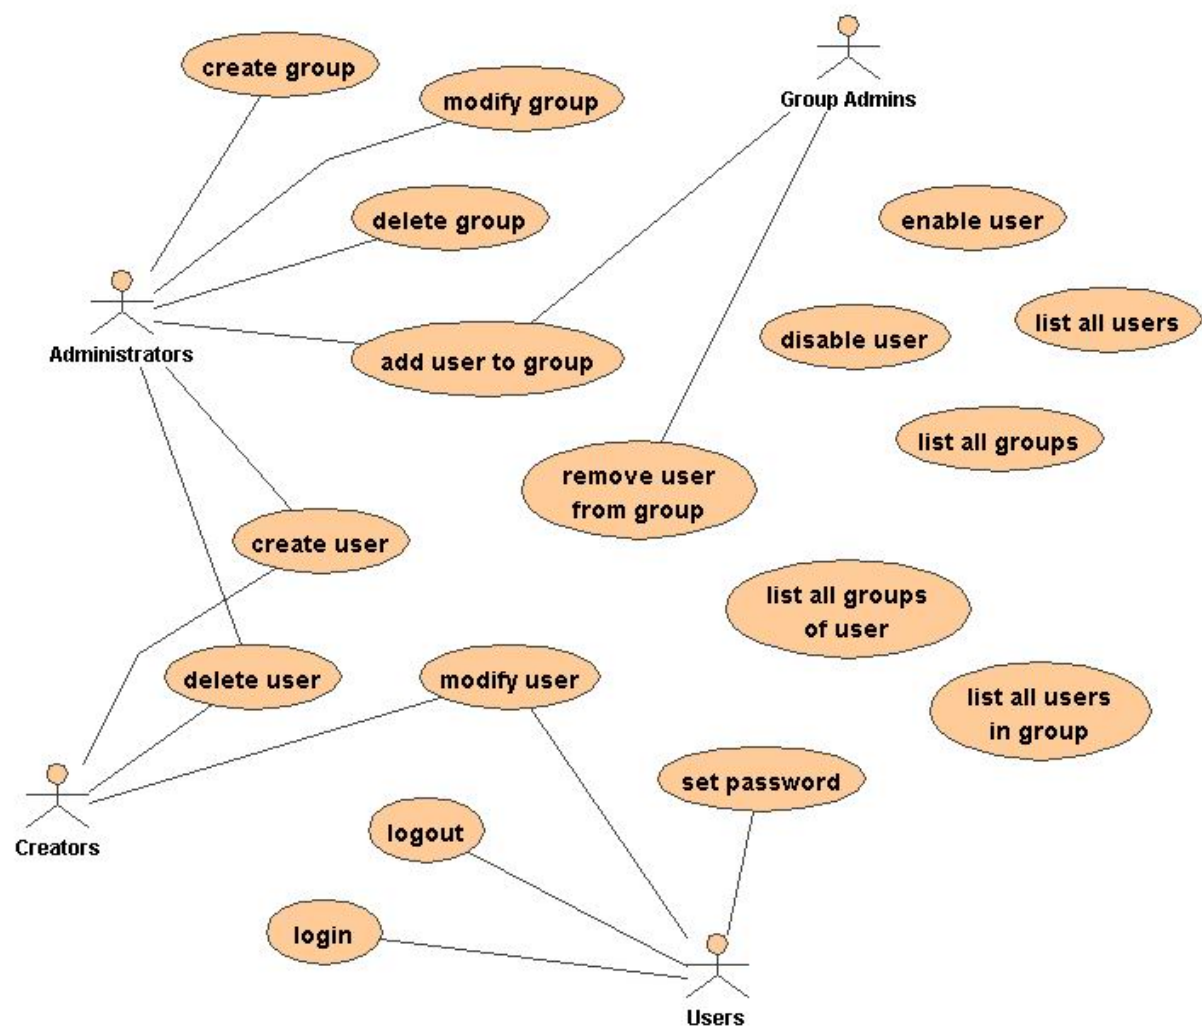 create group
modify group
Group Admins
delete group
enable user
list all users
disable user
Administrators
add user to group
list all groups
remove user
from group
create user
list all groups
of user
delete user
modify user
list all users
in group
set password
logout
Creators
login
Users